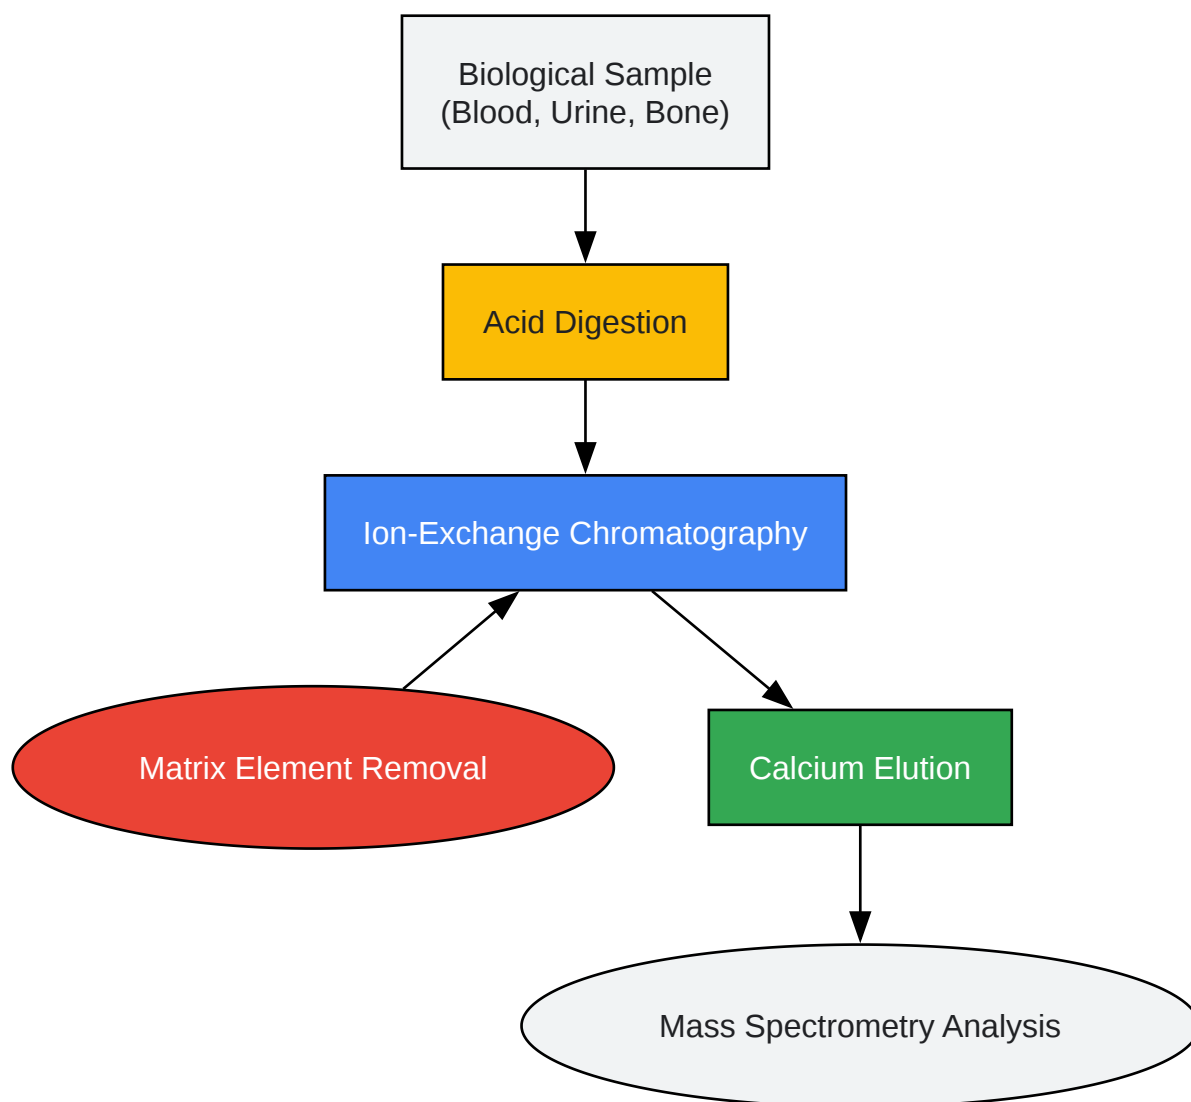 Biological Sample
(Blood, Urine, Bone)
Acid Digestion
Ion-Exchange Chromatography
Matrix Element Removal
Calcium Elution
Mass Spectrometry Analysis